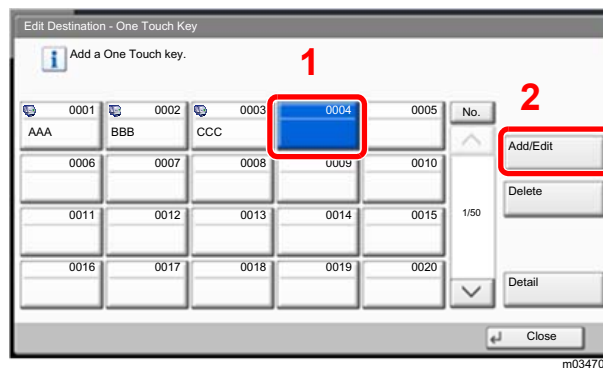 Edit Destination - One Touch Key
Add a One Touch key.
1
2
0001 0002 0003 0004 0005 No.
AAA BBB CCC
Add/Edit
0006 0007 0008 0009 0010
Delete
0011 0012 0013 0014 0015 1/50
0016 0017 0018 0019 0020
Detail
Close
m03470